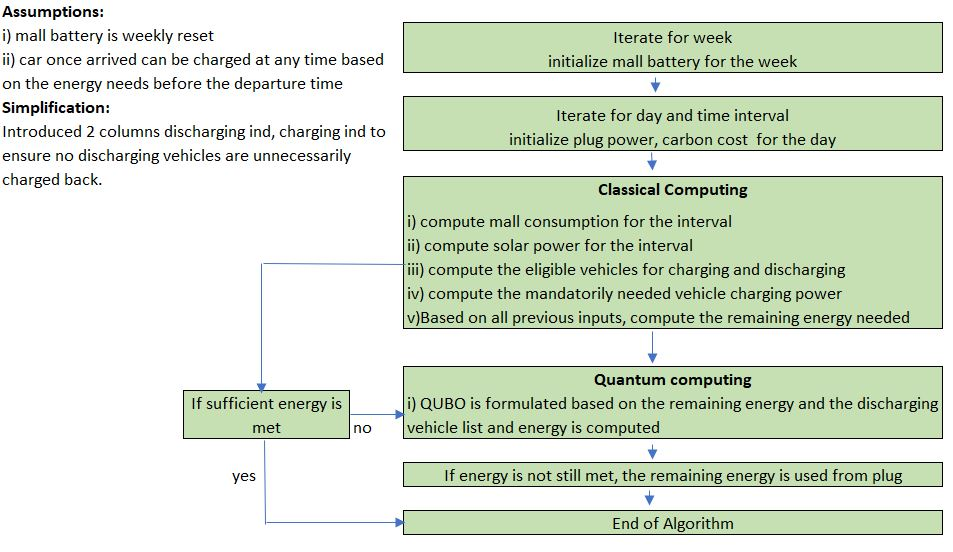 Assumptions:
i) mall battery is weekly reset
ii) car once arrived can be charged at any time based
on the energy needs before the departure time
Simplification:
Introduced 2 columns discharging ind, charging ind to
ensure no discharging vehicles are unnecessarily
charged back.
Iterate for week
initialize mall battery for the week
Iterate for day and time interval
initialize plug power, carbon cost for the day
Classical Computing
i) compute mall consumption for the interval
ii) compute solar power for the interval
iii) compute the eligible vehicles for charging and discharging
iv) compute the mandatorily needed vehicle charging power
v)Based on all previous inputs, compute the remaining energy needed
If sufficient energy is
met
no
yes
Quantum computing
i) QUBO is formulated based on the remaining energy and the discharging
vehicle list and energy is computed
If energy is not still met, the remaining energy is used from plug
End of Algorithm